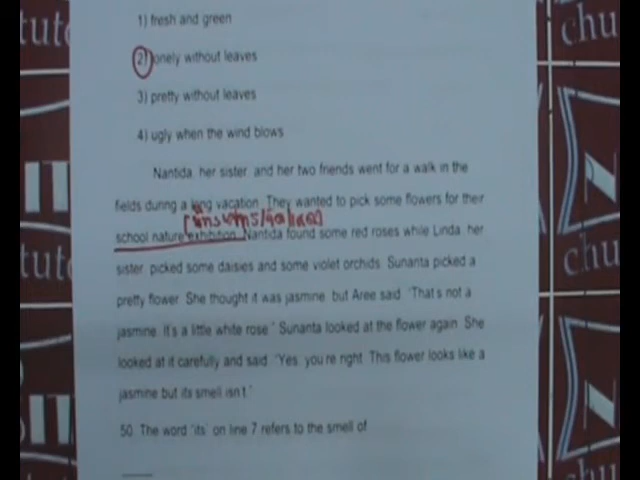 1) fresh and green
2) lonely without leaves
3) pretty without leaves
4) ugly when the wind blows
Nantida her sister and her two friends went for a walk in the
fields during a long vacation They wanted to pick some flowers for their
school nature exhibition Nantida found some red roses while Linda her
sister picked some daisies and some violet orchids Sunanta picked a
pretty flower She thought it was jasmine but Aree said "That's not a
jasmine It's a little white rose " Sunanta looked at the flower again She
looked at it carefully and said "Yes you're right This flower looks like a
jasmine but its smell isn't "
50 The word "its" on line 7 refers to the smell of
tut
chu
tute
chu
tute
chu